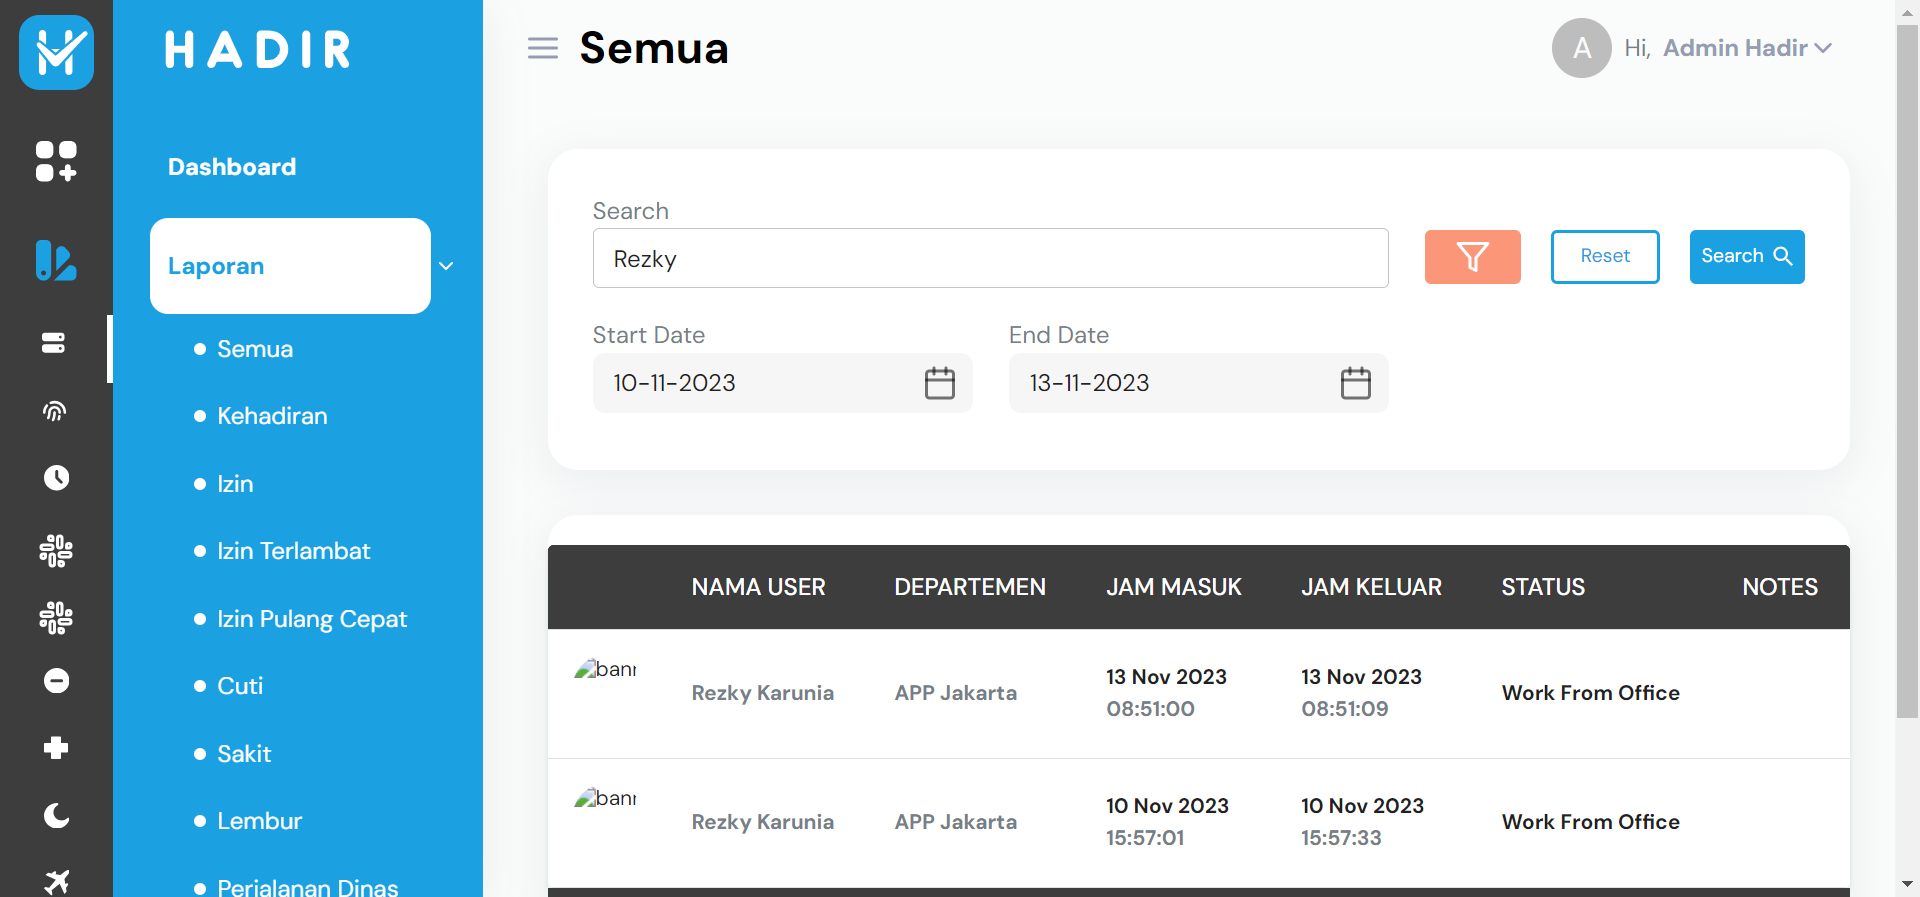 HADIR
Dashboard
Laporan
Semua
Kehadiran
Izin
Izin Terlambat
Izin Pulang Cepat
Cuti
Sakit
Lembur
Perjalanan Dinas
Semua
A Hi, Admin Hadir
Search
Rezky
Reset
Search
Start Date End Date
10-11-2023 13-11-2023
NAMA USER DEPARTEMEN JAM MASUK JAM KELUAR STATUS NOTES
bann Rezky Karunia APP Jakarta 13 Nov 2023 13 Nov 2023 Work From Office
08:51:00 08:51:09
bann Rezky Karunia APP Jakarta 10 Nov 2023 10 Nov 2023 Work From Office
15:57:01 15:57:33